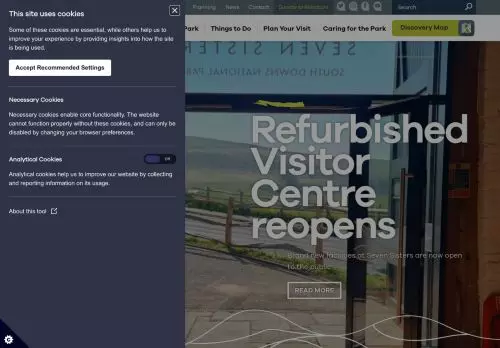 This site uses cookies
Some of these cookies are essential, while others help us to
improve your experience by providing insights into how the site
is being used.
Accept Recommended Settings
Necessary Cookies
Necessary cookies enable core functionality. The website
cannot function properly without these cookies, and can only be
disabled by changing your browser preferences.
Analytical Cookies
Off
Analytical cookies help us to improve our website by collecting
and reporting information on its usage.
About this tool
Planning News Contact Donate to Heritage
Search
Park Things to Do Plan Your Visit Caring for the Park Discovery Map
SEVEN SISTERS
SOUTH DOWNS NATIONAL PARK
Refurbished
Visitor
Centre
reopens
Brand new facilities at Seven Sisters are now open
to the public
READ MORE